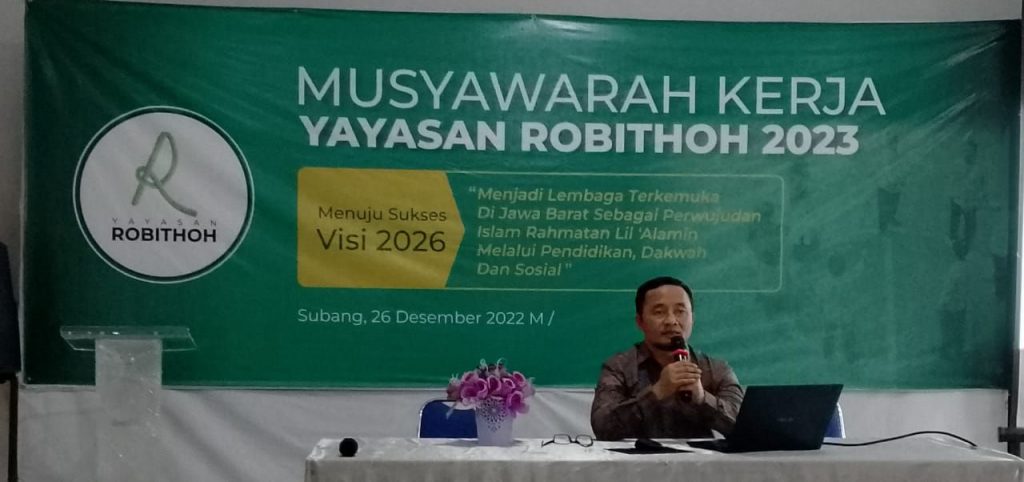 MUSYAWARAH KERJA
YAYASAN ROBITHOH 2023
R
YAYASAN
ROBITHOH
Menuju Sukses
Visi 2026
"Menjadi Lembaga Terkemuka
Di Jawa Barat Sebagai Perwujudan
Islam Rahmatan Lil 'Alamin
Melalui Pendidikan, Dakwah
Dan Sosial"
Subang, 26 Desember 2022 M /